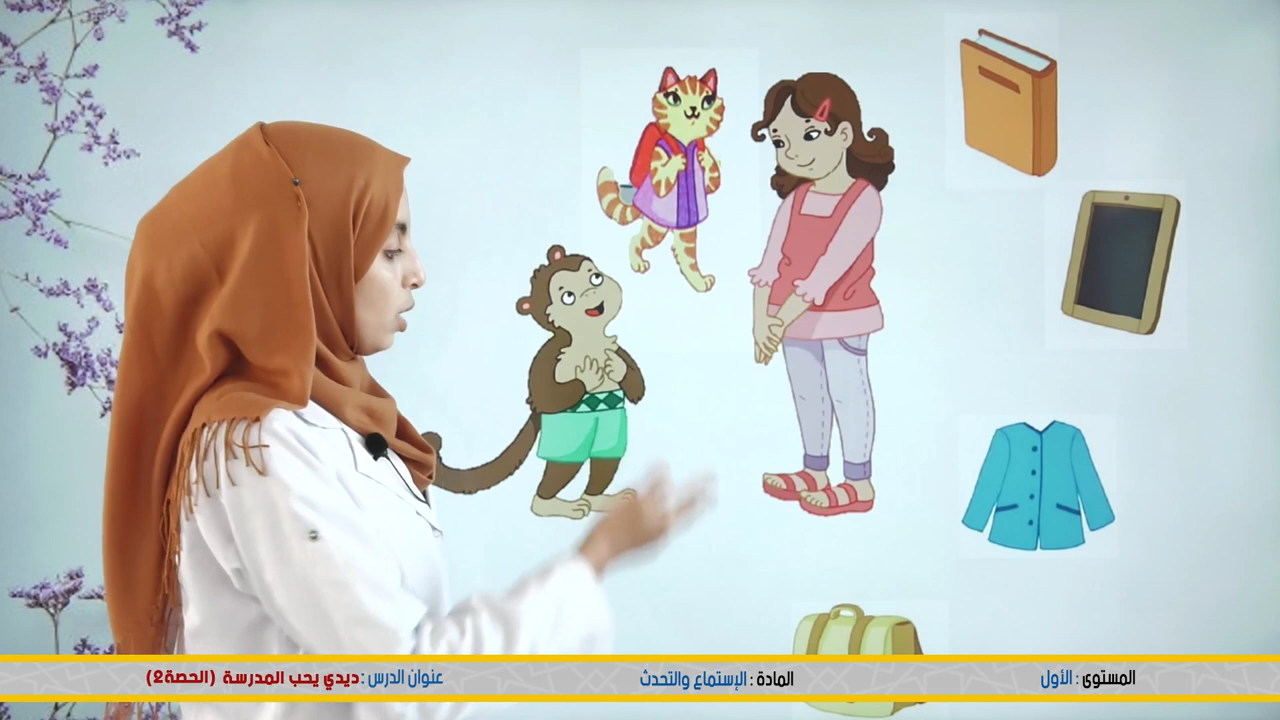 المستوى : الأول
المادة : الإستماع والتحدث
عنوان الدرس : ديدي يحب المدرسة (الحصة2)